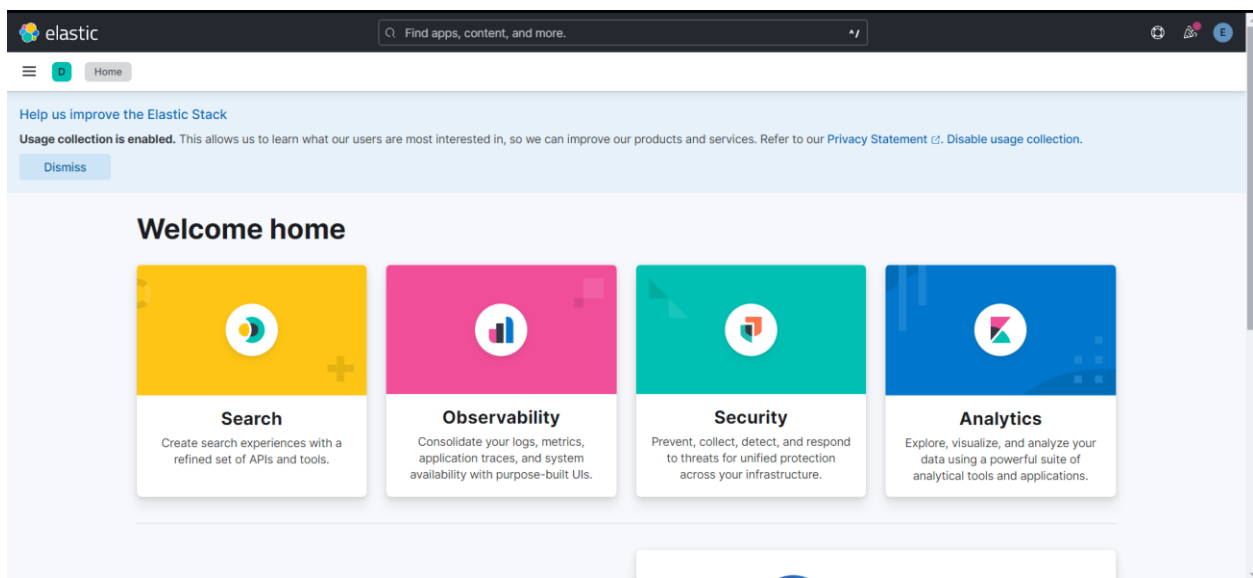 elastic
Find apps, content, and more.
^/
E
D
Home
Help us improve the Elastic Stack
Usage collection is enabled. This allows us to learn what our users are most interested in, so we can improve our products and services. Refer to our Privacy Statement. Disable usage collection.
Dismiss
Welcome home
Search
Create search experiences with a
refined set of APIs and tools.
Observability
Consolidate your logs, metrics,
application traces, and system
availability with purpose-built UIs.
Security
Prevent, collect, detect, and respond
to threats for unified protection
across your infrastructure.
Analytics
Explore, visualize, and analyze your
data using a powerful suite of
analytical tools and applications.